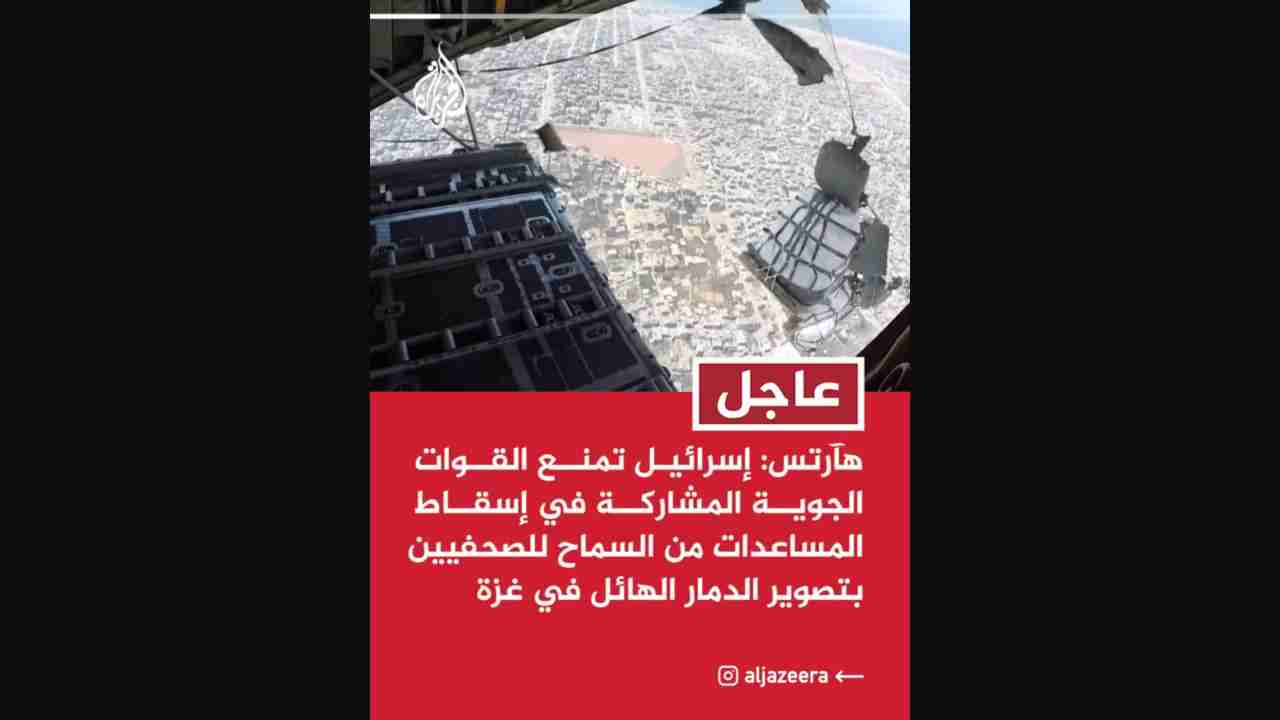 الجزيرة
عاجل
هآرتس: إسرائيل تمنع القوات
الجوية المشاركة في إسقاط
المساعدات من السماح للصحفيين
بتصوير الدمار الهائل في غزة
aljazeera